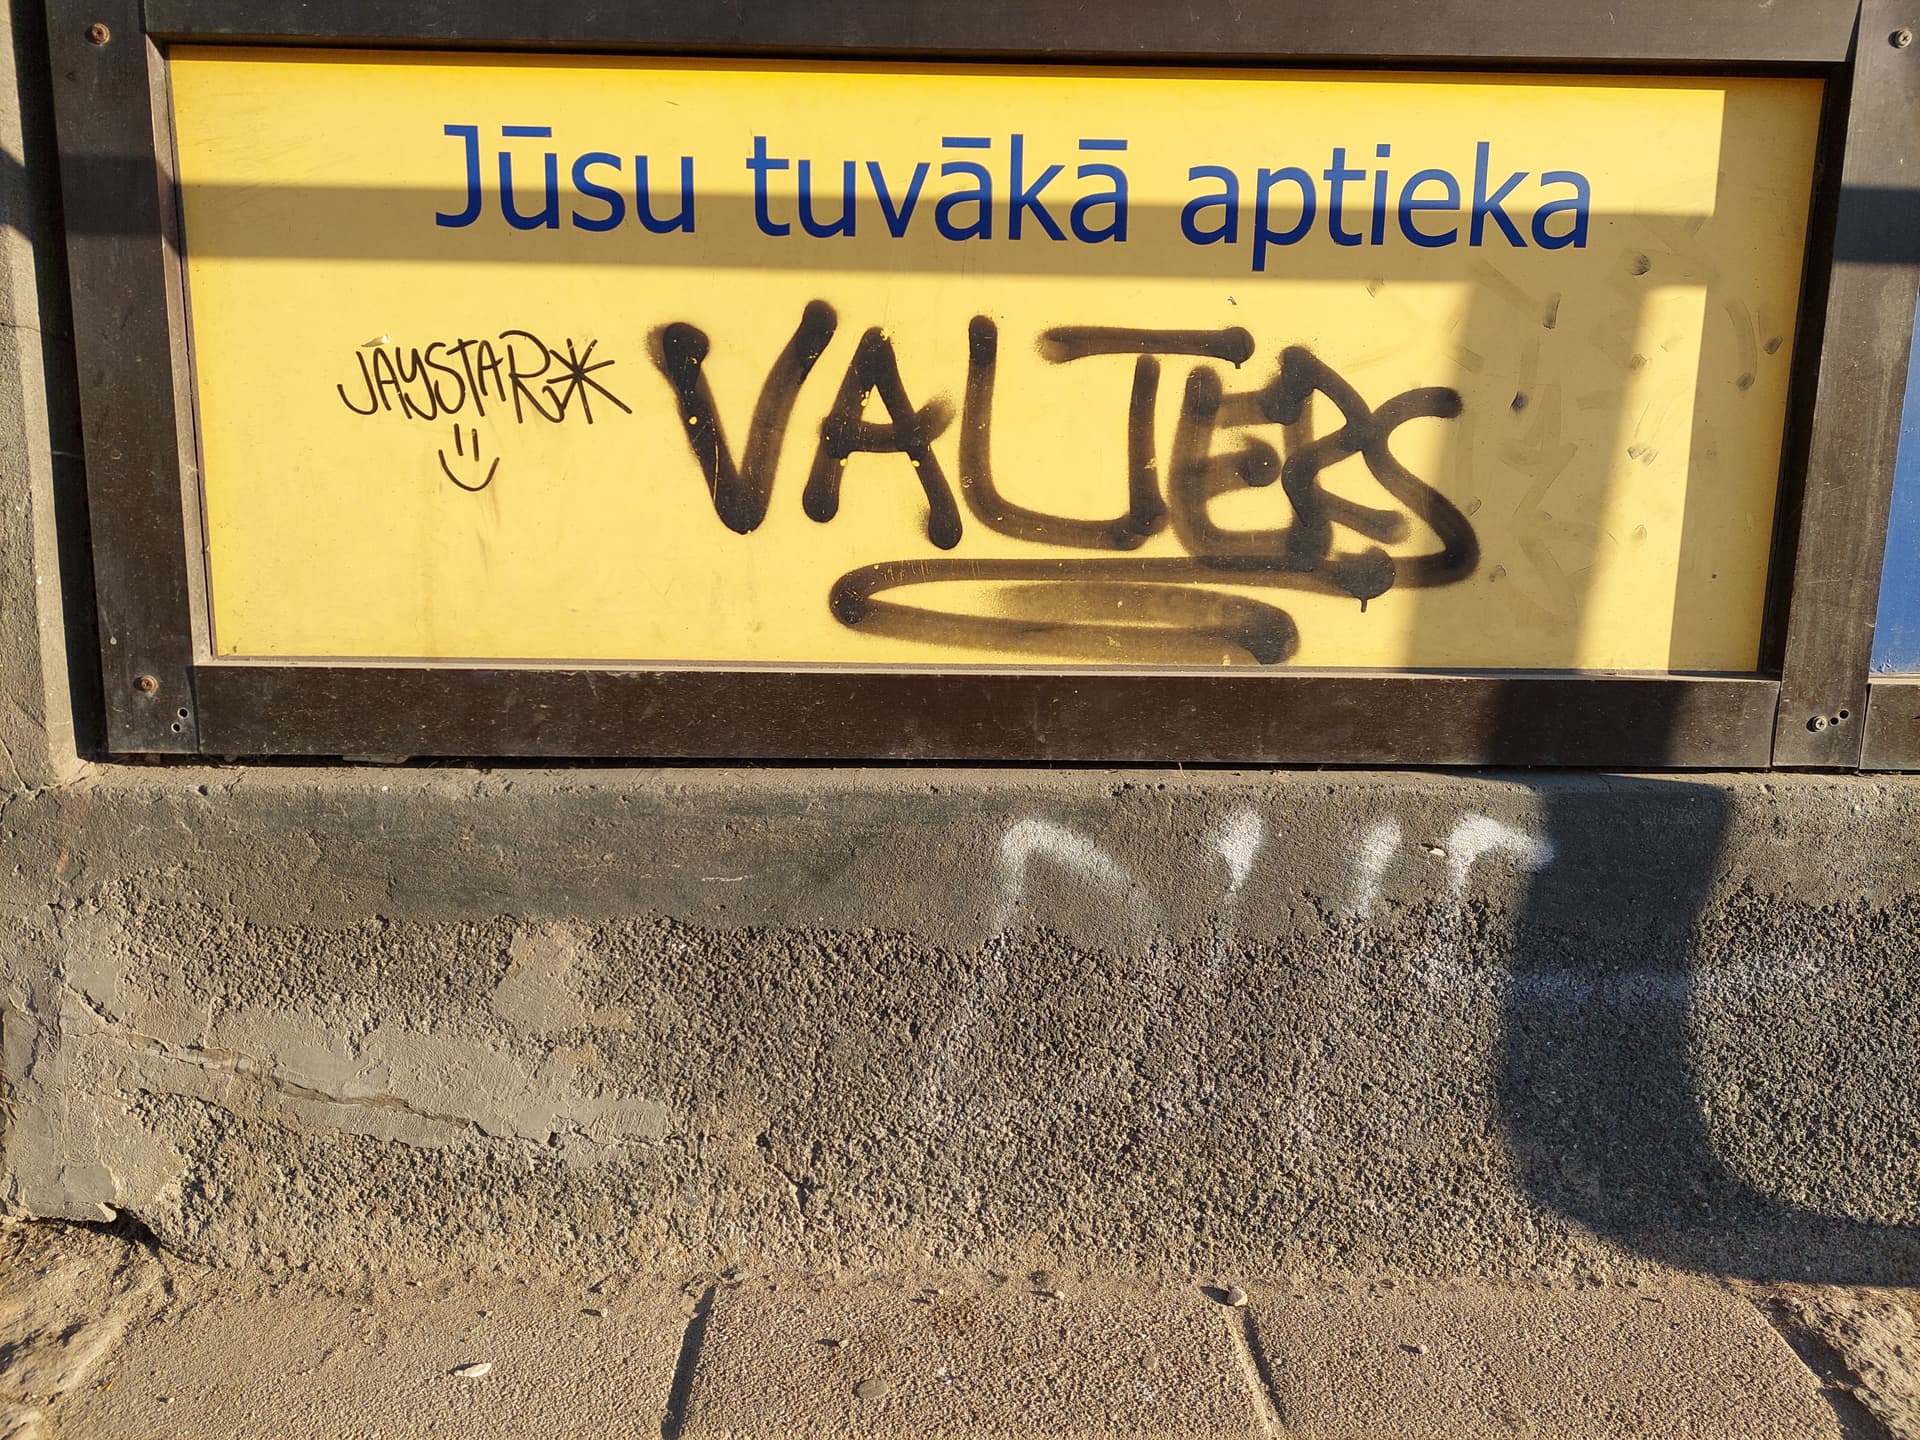 Jūsu tuvākā aptieka
JAYSTAR
VALTERS